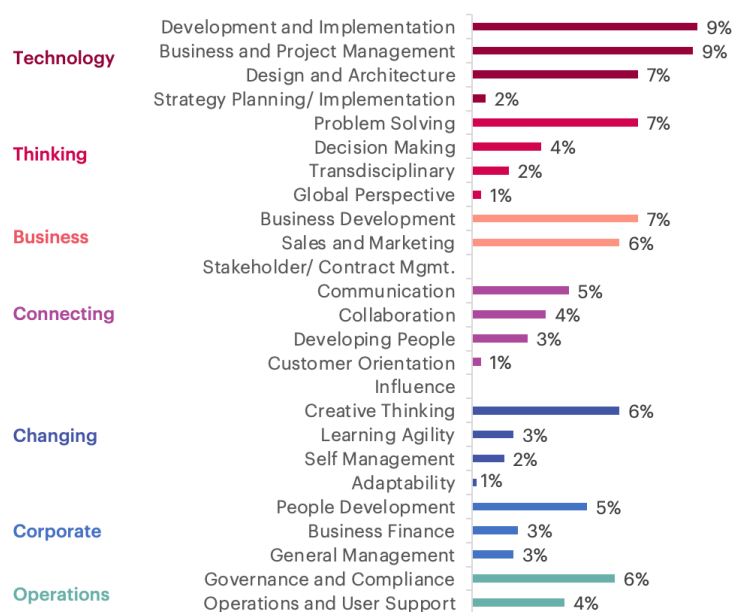 Technology
Development and Implementation 9%
Business and Project Management 9%
Design and Architecture 7%
Strategy Planning/ Implementation 2%
Thinking
Problem Solving 7%
Decision Making 4%
Transdisciplinary 2%
Global Perspective 1%
Business
Business Development 7%
Sales and Marketing 6%
Stakeholder/ Contract Mgmt.
Connecting
Communication 5%
Collaboration 4%
Developing People 3%
Customer Orientation 1%
Influence
Changing
Creative Thinking 6%
Learning Agility 3%
Self Management 2%
Adaptability 1%
Corporate
People Development 5%
Business Finance 3%
General Management 3%
Operations
Governance and Compliance 6%
Operations and User Support 4%